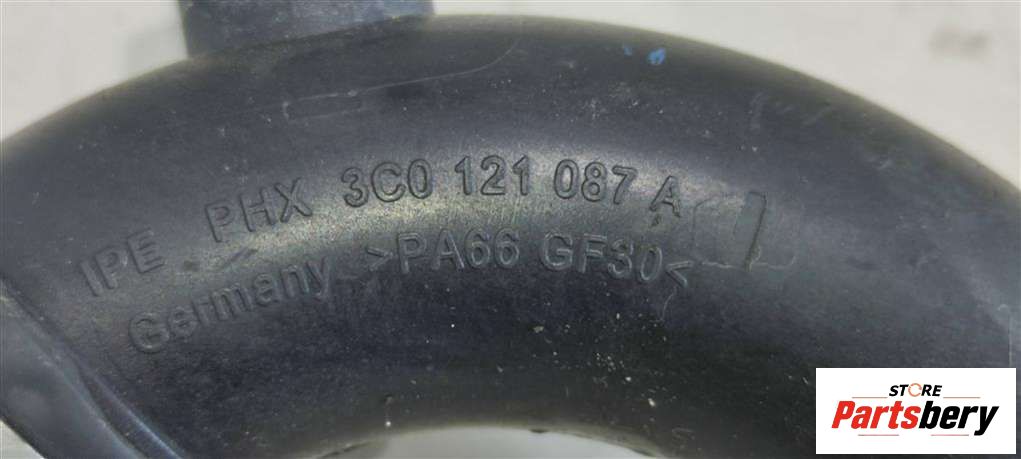 IPE PHX 3C0 121 087 A
Germany >PA66 GF30<
STORE
Partsbery